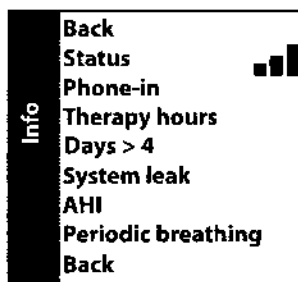 Info
Back
Status
Phone-in
Therapy hours
Days > 4
System leak
AHI
Periodic breathing
Back